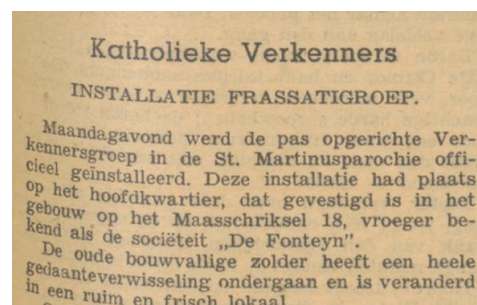 Katholieke Verkenners
INSTALLATIE FRASSATIGROEP.
Maandagavond werd de pas opgerichte Ver-
kennersgroep in de St. Martinusparochie offi-
cieel geïnstalleerd. Deze installatie had plaats
op het hoofdkwartier, dat gevestigd is in het
gebouw op het Maasschriksel 18, vroeger be-
kend als de sociëteit „De Fonteyn”.
De oude bouwvallige zolder heeft een heele
gedaanteverwisseling ondergaan en is veranderd
in een ruim en frisch lokaal.